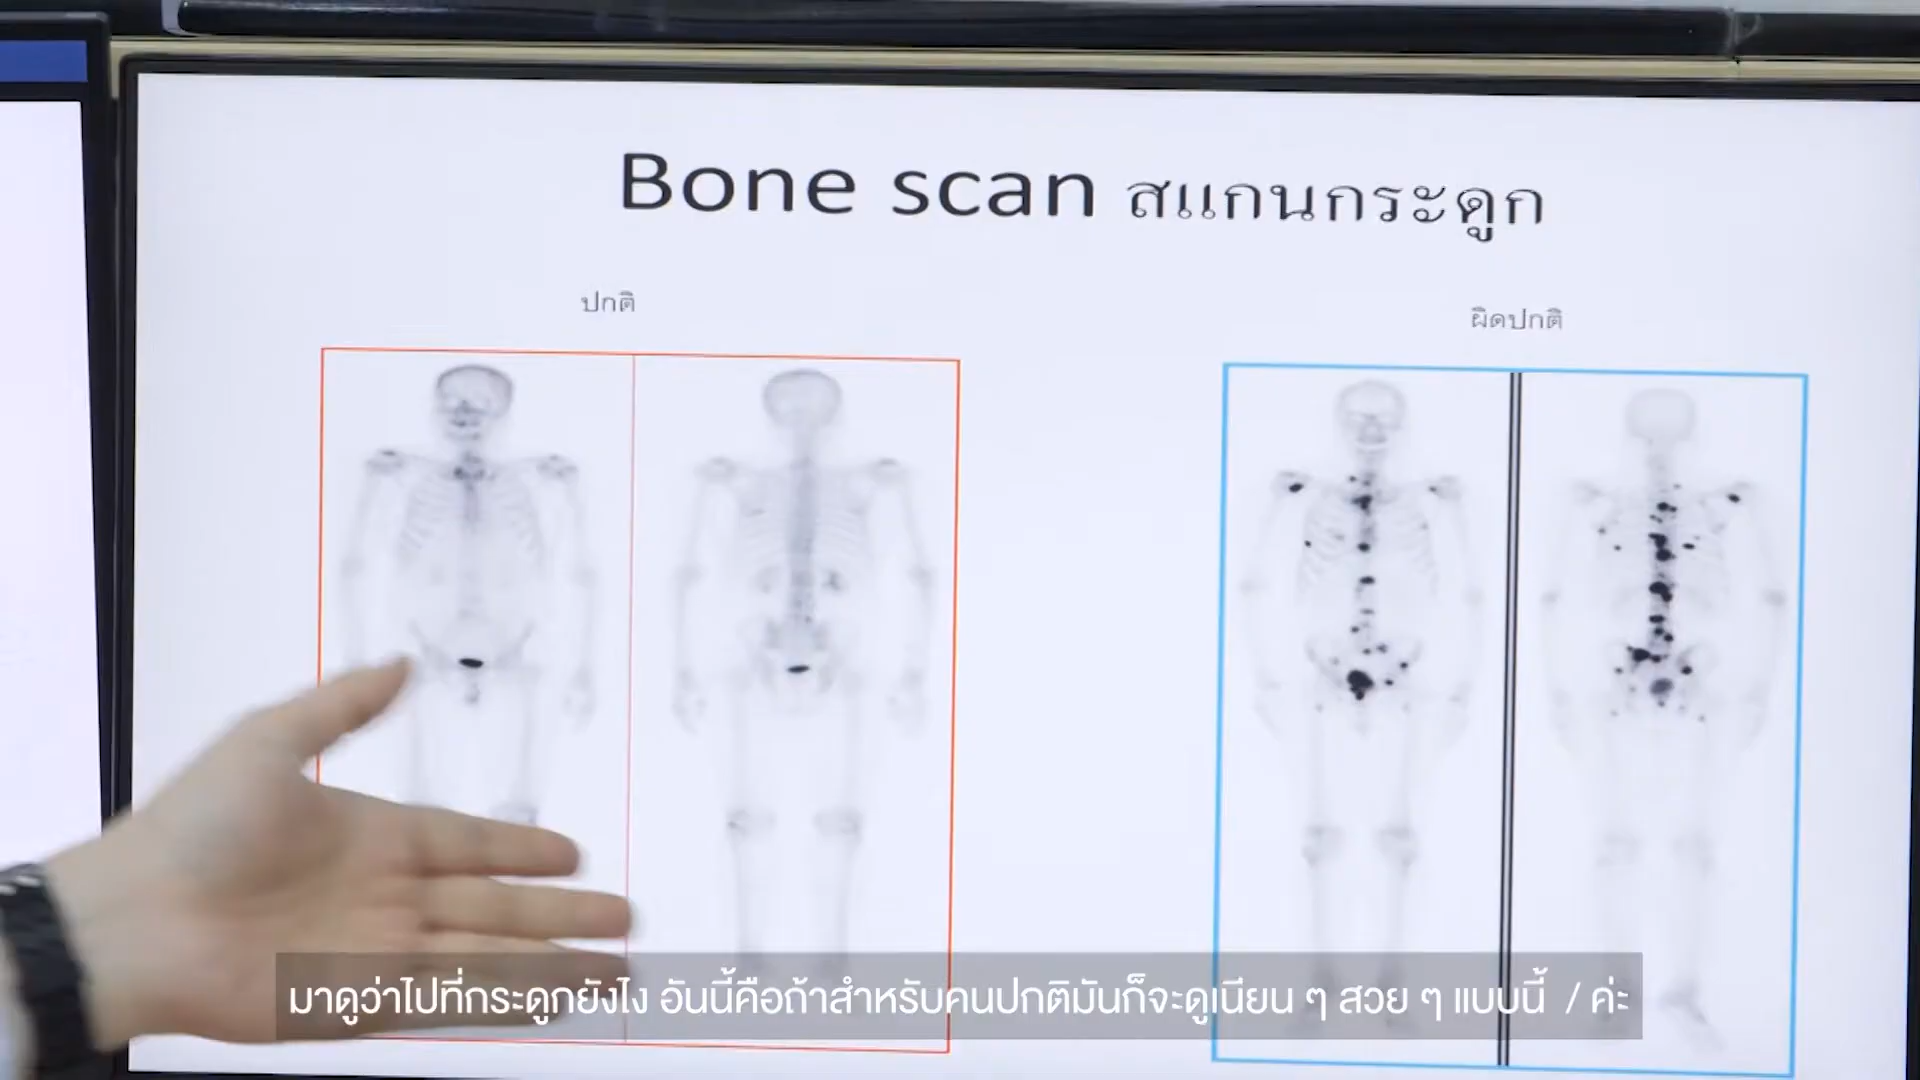 Bone scan สแกนกระดูก
ปกติ
ผิดปกติ
มาดูว่าไปที่กระดูกยังไง อันนี้คือถ้าสำหรับคนปกติมันก็จะดูเนียน ๆ สวย ๆ แบบนี้ / ค่ะ